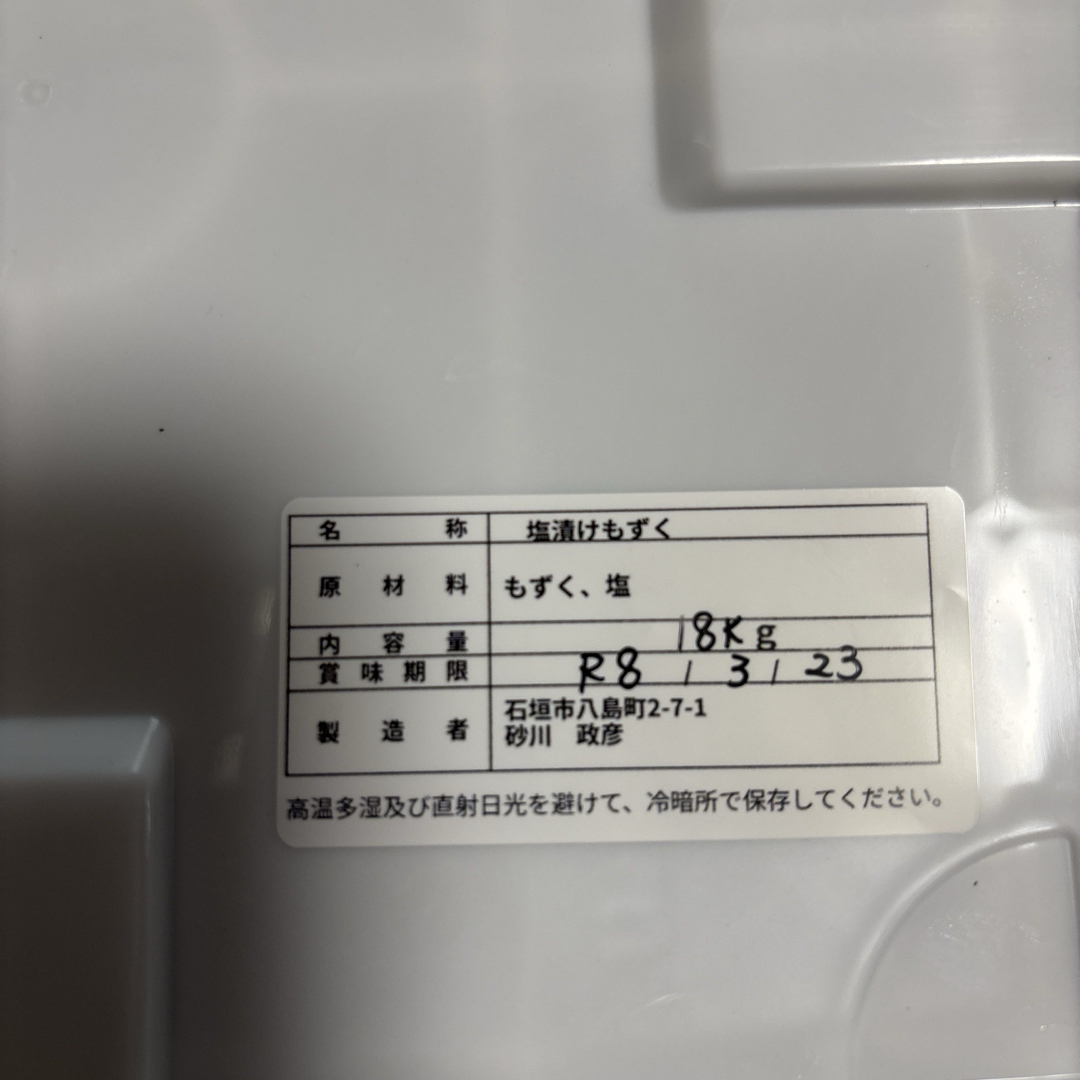 名称 塩漬けもずく
原材料 もずく、塩
内容量 18Kg
賞味期限 R8 / 3 / 23
製造者 石垣市八島町2-7-1
砂川 政彦
高温多湿及び直射日光を避けて、冷暗所で保存してください。